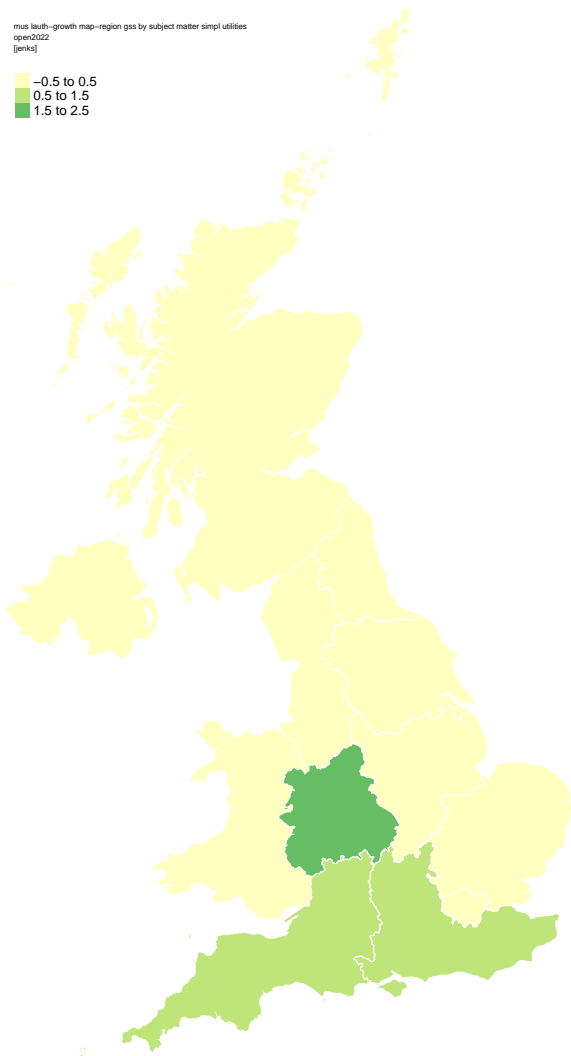 mus lauth−growth map−region gss by subject matter simpl utilities
open2022
[jenks]
−0.5 to 0.5
0.5 to 1.5
1.5 to 2.5